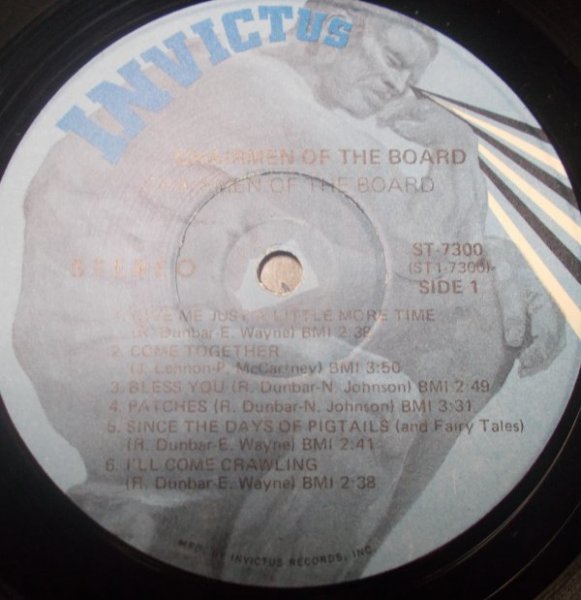 INVICTUS
CHAIRMEN OF THE BOARD
CHAIRMEN OF THE BOARD
STEREO
ST-7300
(ST1-7300)
SIDE 1
1. GIVE ME JUST A LITTLE MORE TIME
(R. Dunbar-E. Wayne) BMI 2:38
2. COME TOGETHER
(J. Lennon-P. McCartney) BMI 3:50
3. BLESS YOU (R. Dunbar-N. Johnson) BMI 2:49
4. PATCHES (R. Dunbar-N. Johnson) BMI 3:31
5. SINCE THE DAYS OF PIGTAILS (and Fairy Tales)
(R. Dunbar-E. Wayne) BMI 2:41
6. I'LL COME CRAWLING
(R. Dunbar-E. Wayne) BMI 2:38
MFD. BY INVICTUS RECORDS, INC.